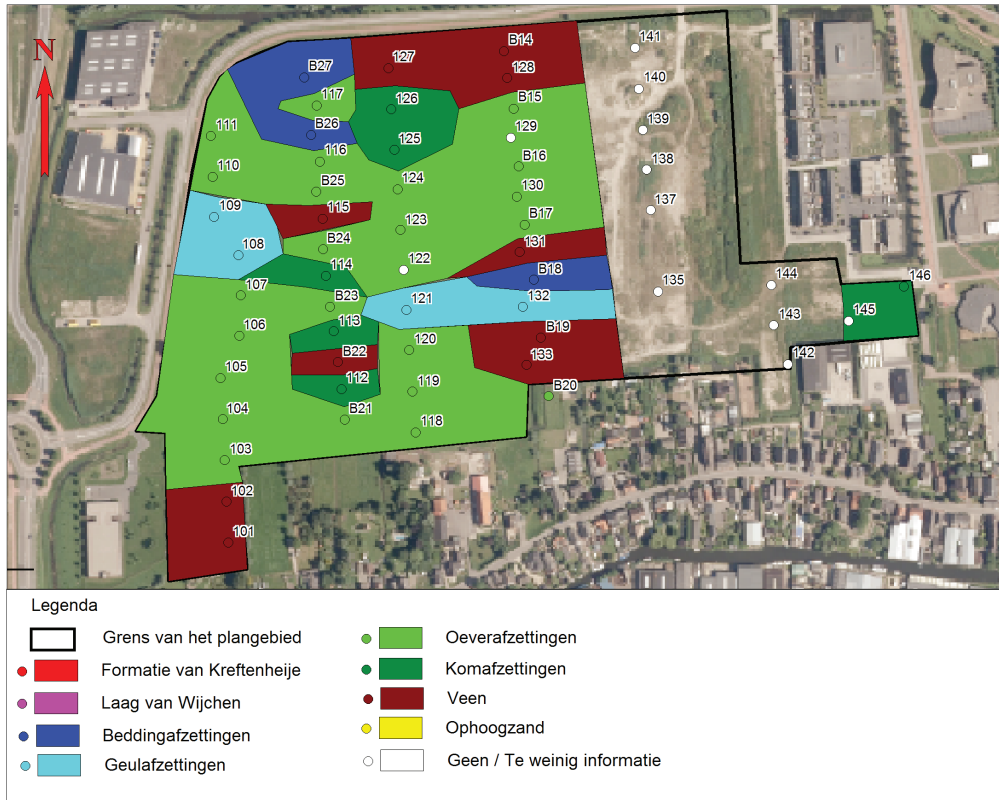 N
141
B14
127
128
B27
140
117
126
B15
B26
139
111
129
125
116
138
B16
110
124
B25
130
137
109
115
123
B17
108
B24
131
122
114
B18
144
146
107
135
B23
121
132
145
113
143
106
B19
120
B22
133
142
105
112
119
B20
104
B21
118
103
102
101
Legenda
Grens van het plangebied
Formatie van Kreftenheije
Laag van Wijchen
Beddingafzettingen
Geulafzettingen
Oeverafzettingen
Komafzettingen
Veen
Ophoogzand
Geen / Te weinig informatie